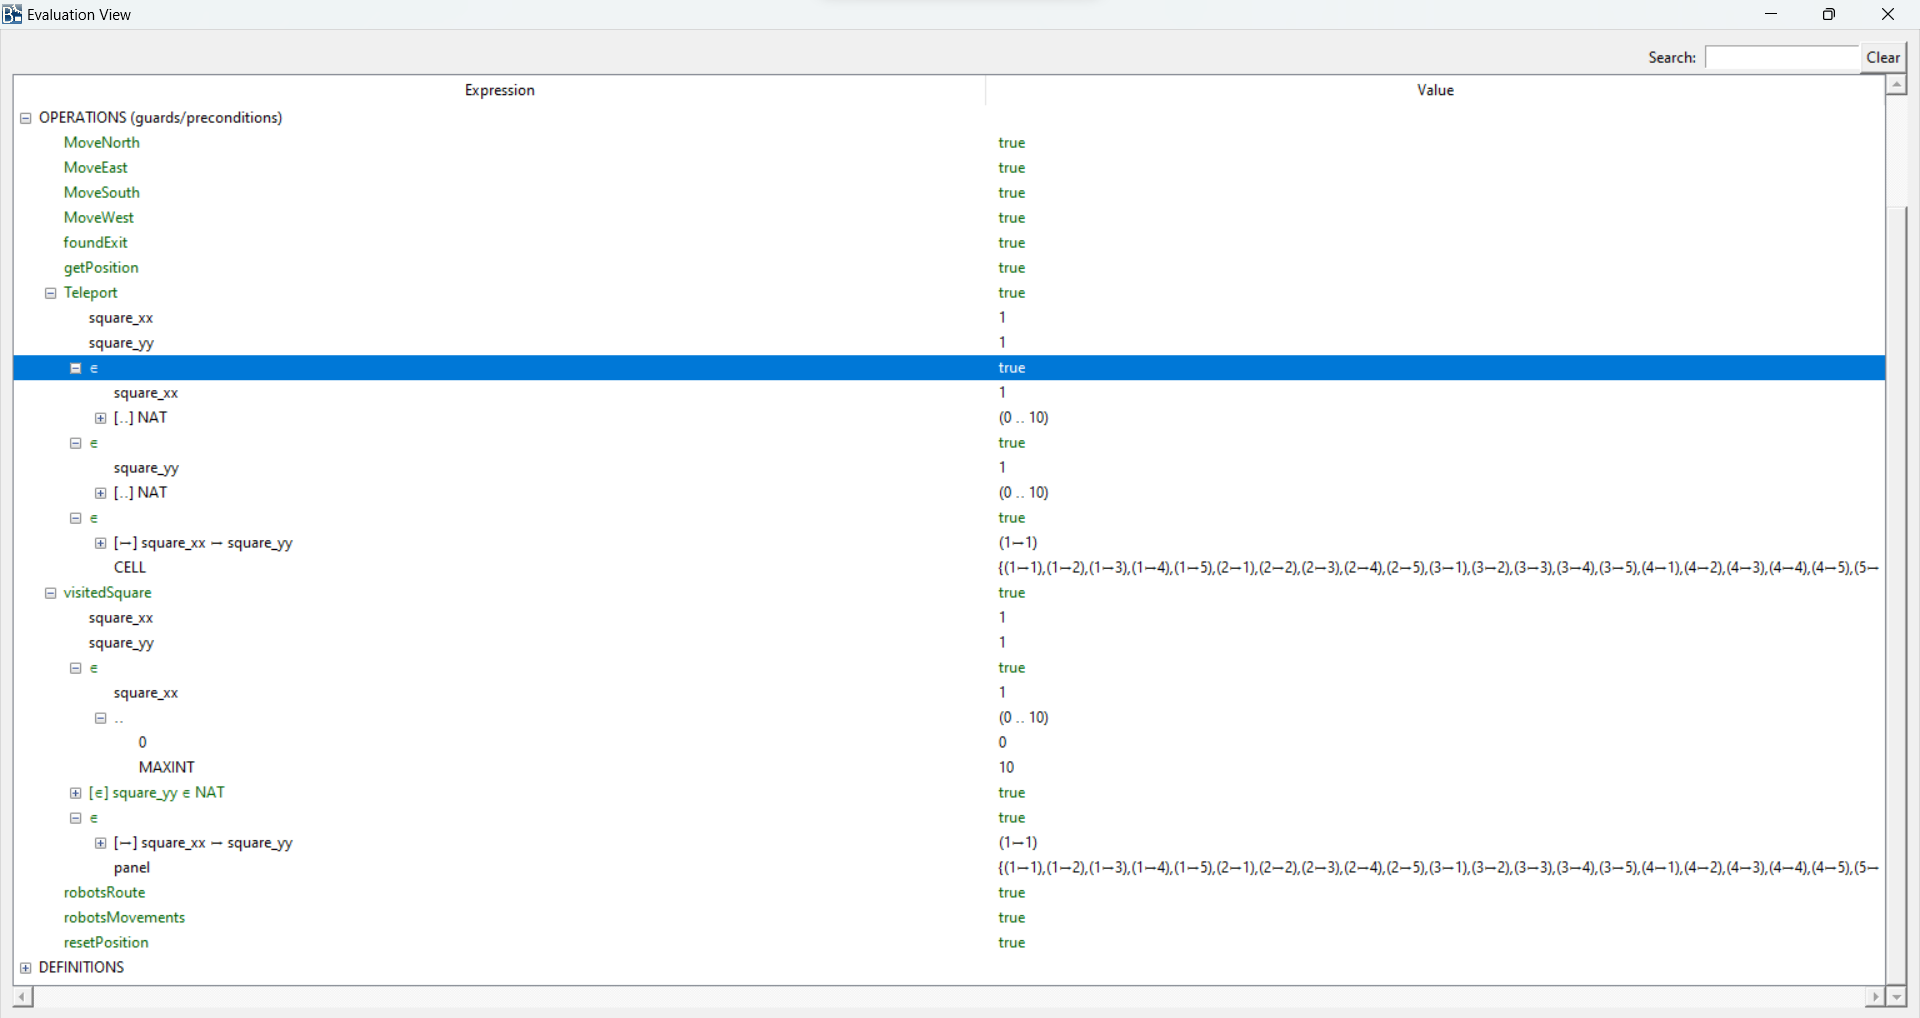 Evaluation View
Search: Clear
Expression Value
OPERATIONS (guards/preconditions)
MoveNorth true
MoveEast true
MoveSouth true
MoveWest true
foundExit true
getPosition true
Teleport true
square_xx 1
square_yy 1
∈ true
square_xx 1
[..] NAT (0 .. 10)
∈ true
square_yy 1
[..] NAT (0 .. 10)
∈ true
[↦] square_xx ↦ square_yy (1↦1)
CELL {(1↦1),(1↦2),(1↦3),(1↦4),(1↦5),(2↦1),(2↦2),(2↦3),(2↦4),(2↦5),(3↦1),(3↦2),(3↦3),(3↦4),(3↦5),(4↦1),(4↦2),(4↦3),(4↦4),(4↦5),(5↦
visitedSquare true
square_xx 1
square_yy 1
∈ true
square_xx 1
.. (0 .. 10)
0 0
MAXINT 10
[∈] square_yy ∈ NAT true
∈ true
[↦] square_xx ↦ square_yy (1↦1)
panel {(1↦1),(1↦2),(1↦3),(1↦4),(1↦5),(2↦1),(2↦2),(2↦3),(2↦4),(2↦5),(3↦1),(3↦2),(3↦3),(3↦4),(3↦5),(4↦1),(4↦2),(4↦3),(4↦4),(4↦5),(5↦
robotsRoute true
robotsMovements true
resetPosition true
DEFINITIONS